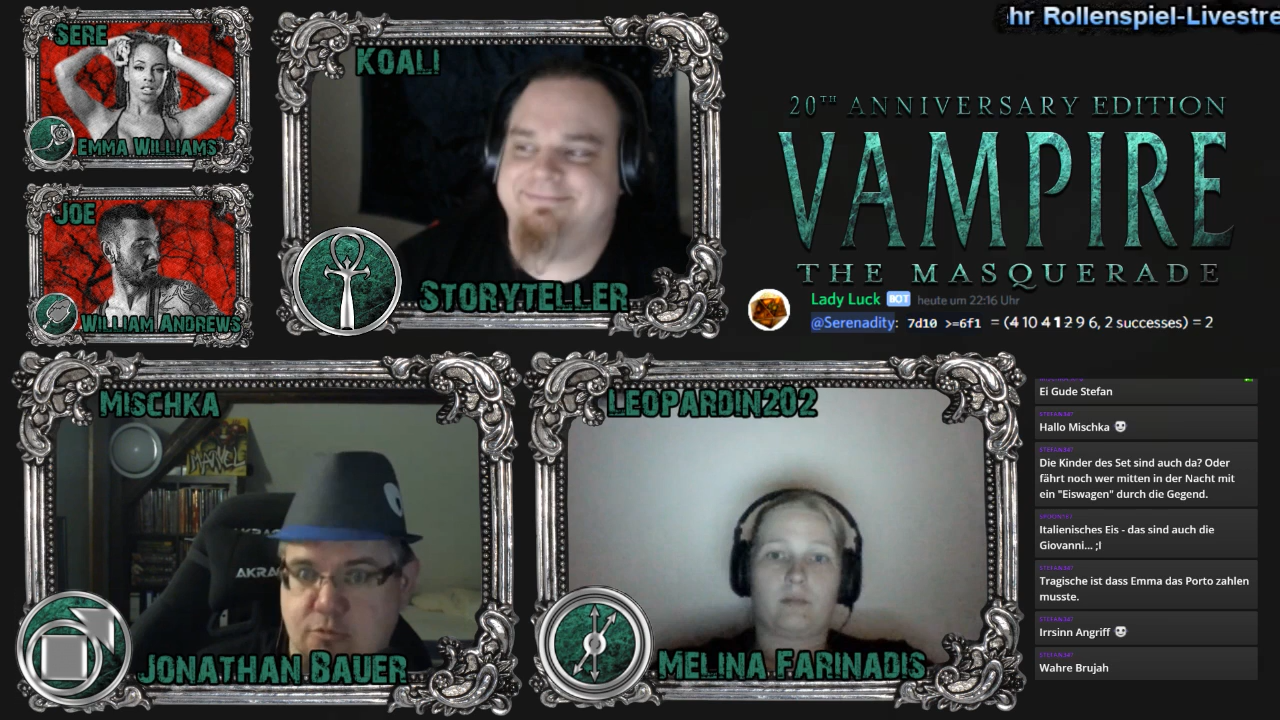 hr Rollenspiel-Livestre
SERE
EMMA WILLIAMS
JOE
WILLIAM ANDREWS
KOALI
STORYTELLER
20TH ANNIVERSARY EDITION
VAMPIRE
THE MASQUERADE
Lady Luck BOT heute um 22:16 Uhr
@Serenadity: 7d10 >=6f1 = (4 10 4 1 2 9 6, 2 successes) = 2
MISCHKA
AKRA
JONATHAN BAUER
LEOPARDIN202
MELINA FARINADIS
Ei Gude Stefan
Hallo Mischka
Die Kinder des Set sind auch da? Oder
fährt noch wer mitten in der Nacht mit
ein "Eiswagen" durch die Gegend.
Italienisches Eis - das sind auch die
Giovanni... ;I
Tragische ist dass Emma das Porto zahlen
musste.
Irrsinn Angriff
Wahre Brujah